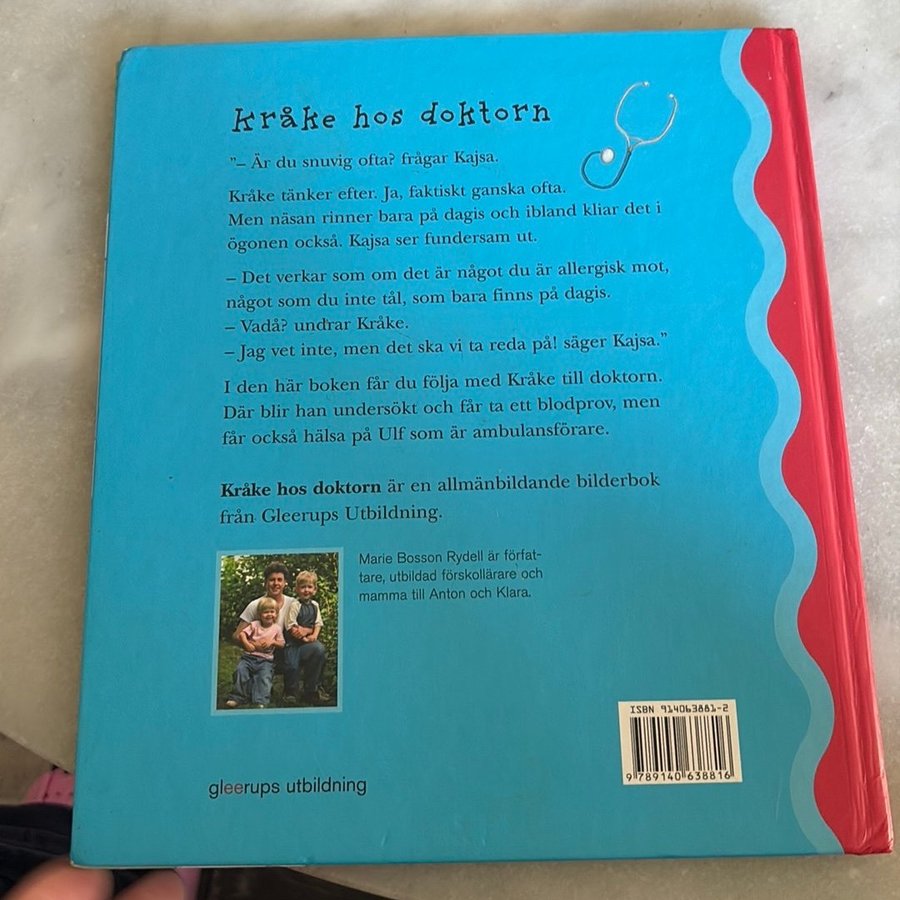 Kråke hos doktorn
”– Är du snuvig ofta? frågar Kajsa.
Kråke tänker efter. Ja, faktiskt ganska ofta.
Men näsan rinner bara på dagis och ibland kliar det i
ögonen också. Kajsa ser fundersam ut.
– Det verkar som om det är något du är allergisk mot,
något som du inte tål, som bara finns på dagis.
– Vadå? undrar Kråke.
– Jag vet inte, men det ska vi ta reda på! säger Kajsa.”
I den här boken får du följa med Kråke till doktorn.
Där blir han undersökt och får ta ett blodprov, men
får också hälsa på Ulf som är ambulansförare.
Kråke hos doktorn är en allmänbildande bilderbok
från Gleerups Utbildning.
Marie Bosson Rydell är förfat-
tare, utbildad förskollärare och
mamma till Anton och Klara.
ISBN 914063881-2
9 789140 638816
gleerups utbildning